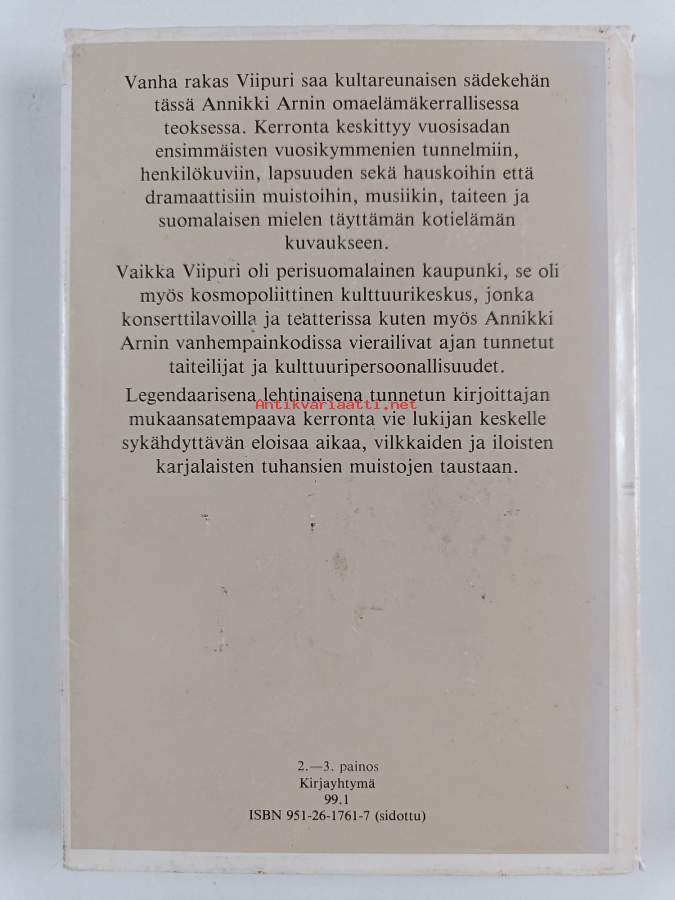 Vanha rakas Viipuri saa kultareunaisen sädekehän
tässä Annikki Arnin omaelämäkerrallisessa
teoksessa. Kerronta keskittyy vuosisadan
ensimmäisten vuosikymmenien tunnelmiin,
henkilökuviin, lapsuuden sekä hauskoihin että
dramaattisiin muistoihin, musiikin, taiteen ja
suomalaisen mielen täyttämän kotielämän
kuvaukseen.
Vaikka Viipuri oli perisuomalainen kaupunki, se oli
myös kosmopoliittinen kulttuurikeskus, jonka
konserttilavoilla ja teatterissa kuten myös Annikki
Arnin vanhempainkodissa vierailivat ajan tunnetut
taiteilijat ja kulttuuripersoonallisuudet.
Legendaarisena lehtinaisena tunnetun kirjoittajan
Antikvariaatti.net
mukaansatempaava kerronta vie lukijan keskelle
sykähdyttävän eloisaa aikaa, vilkkaiden ja iloisten
karjalaisten tuhansien muistojen taustaan.
2.—3. painos
Kirjayhtymä
99.1
ISBN 951-26-1761-7 (sidottu)